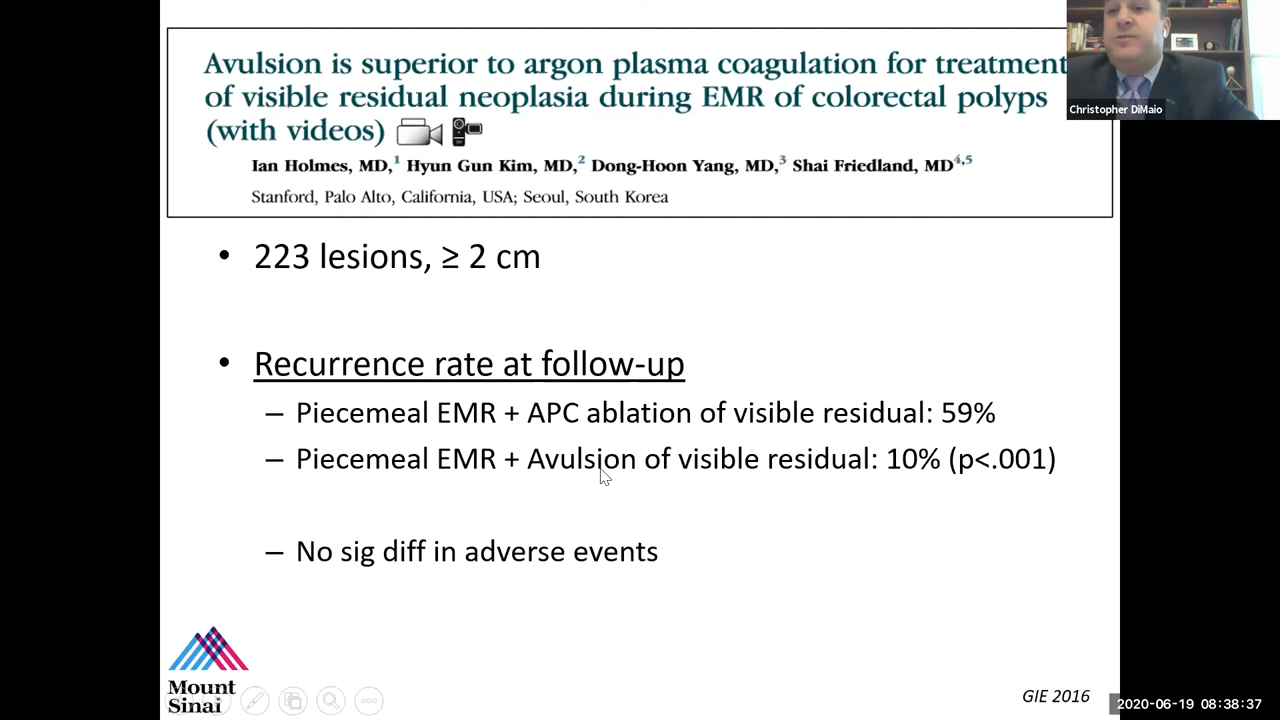 Avulsion is superior to argon plasma coagulation for treatment
of visible residual neoplasia during EMR of colorectal polyps
(with videos)
Ian Holmes, MD,1 Hyun Gun Kim, MD,2 Dong-Hoon Yang, MD,3 Shai Friedland, MD4,5
Stanford, Palo Alto, California, USA; Seoul, South Korea
Christopher DiMaio
• 223 lesions, ≥ 2 cm
• Recurrence rate at follow-up
– Piecemeal EMR + APC ablation of visible residual: 59%
– Piecemeal EMR + Avulsion of visible residual: 10% (p<.001)
– No sig diff in adverse events
Mount
Sinai
GIE 2016
2020-06-19 08:38:37